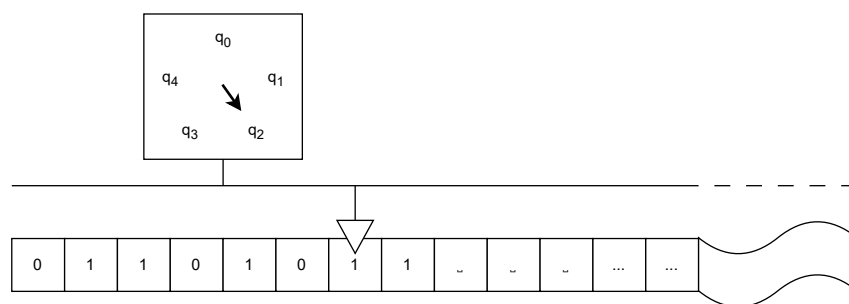 q₀
q₄ q₁
q₃ q₂
0 1 1 0 1 0 1 1 ␣ ␣ ␣ ... ...